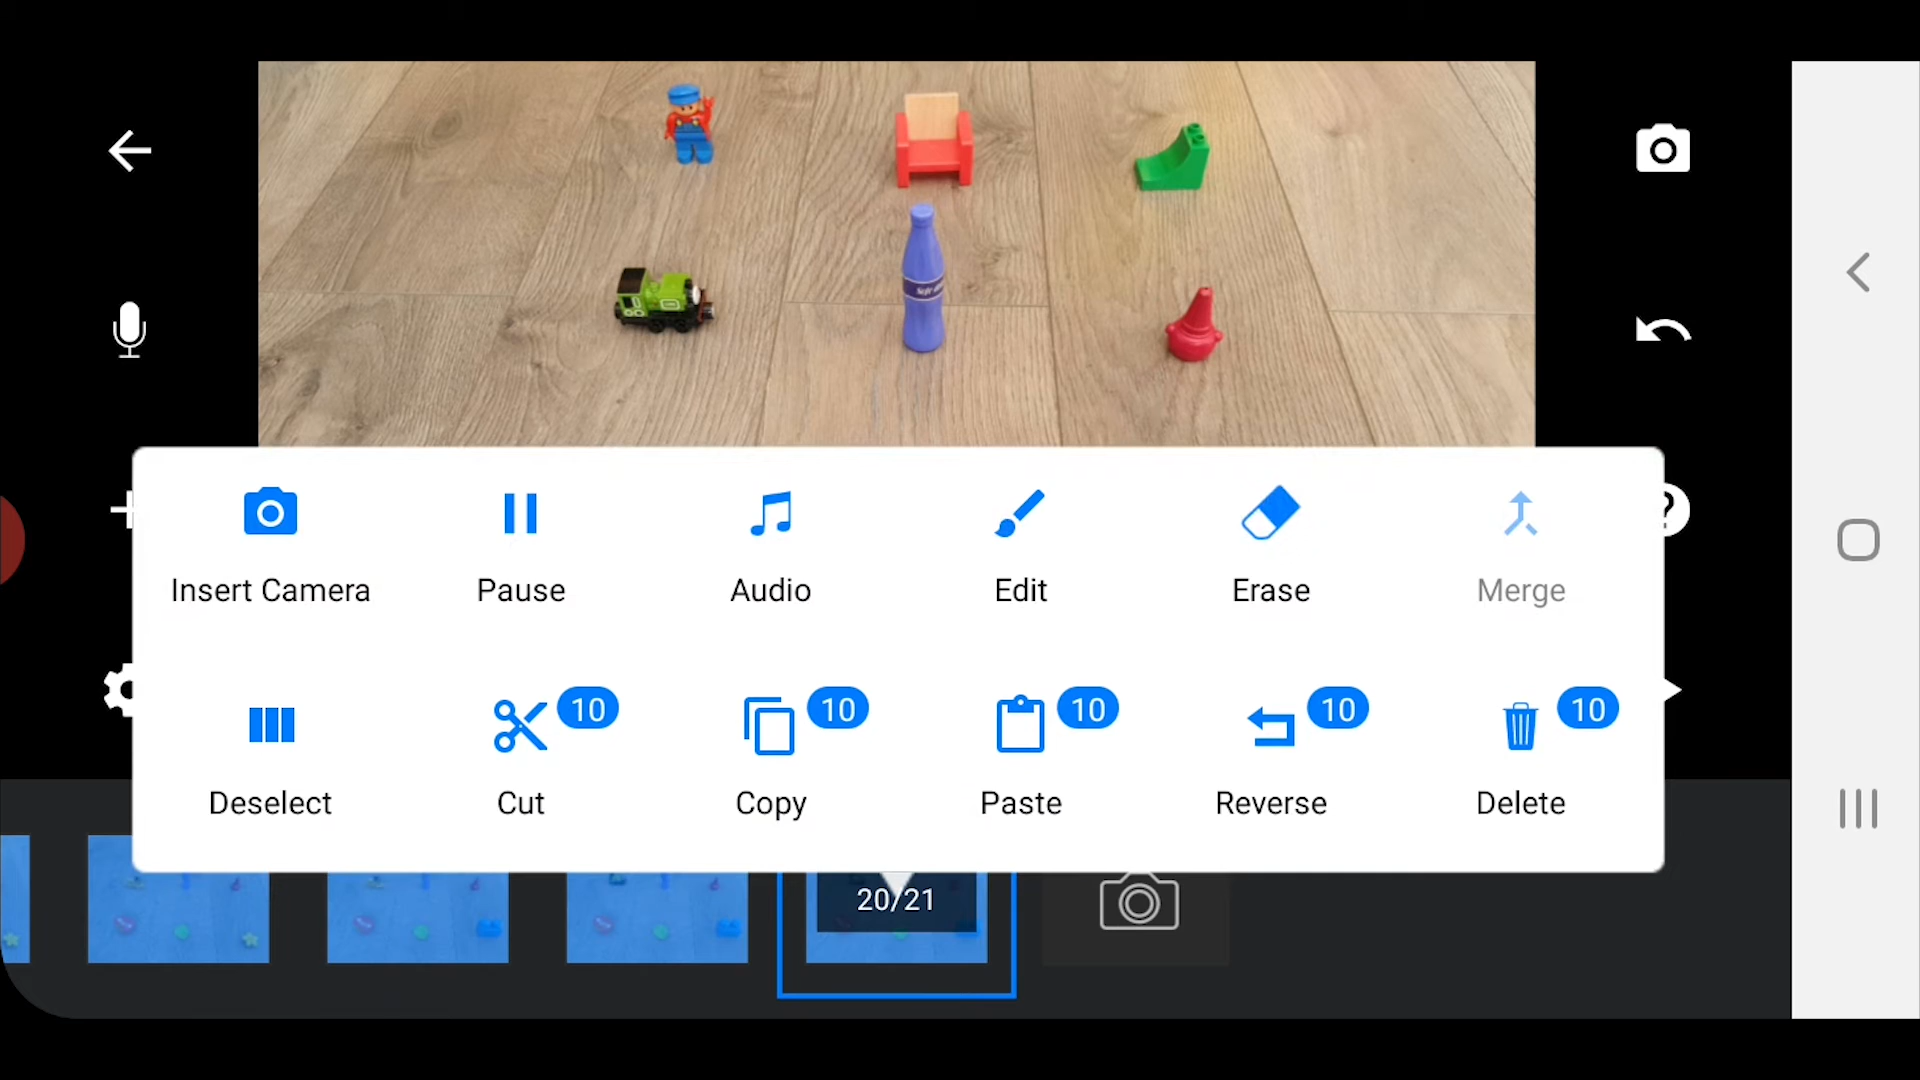 Insert Camera
Pause
Audio
Edit
Erase
Merge
Deselect
10
Cut
10
Copy
10
Paste
10
Reverse
10
Delete
20/21